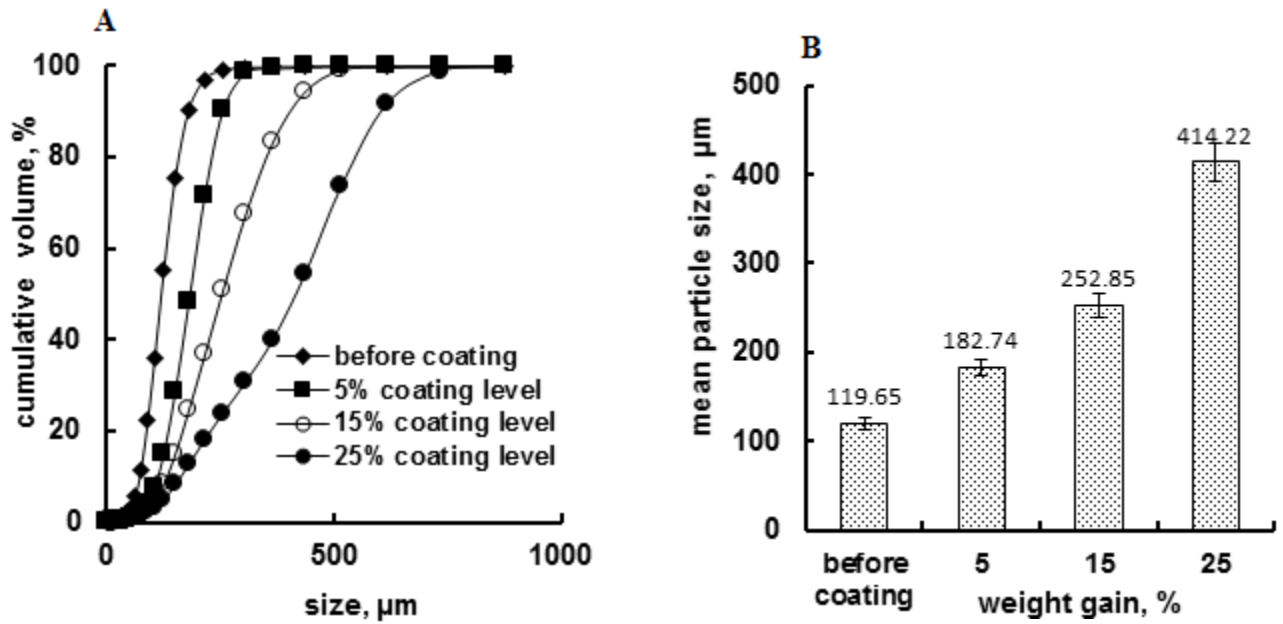 A
100
80
60
40
20
0
cumulative volume, %
before coating
5% coating level
15% coating level
25% coating level
0 500 1000
size, µm
B
500
400
300
200
100
0
mean particle size, µm
119.65
182.74
252.85
414.22
before coating 5 15 25
weight gain, %